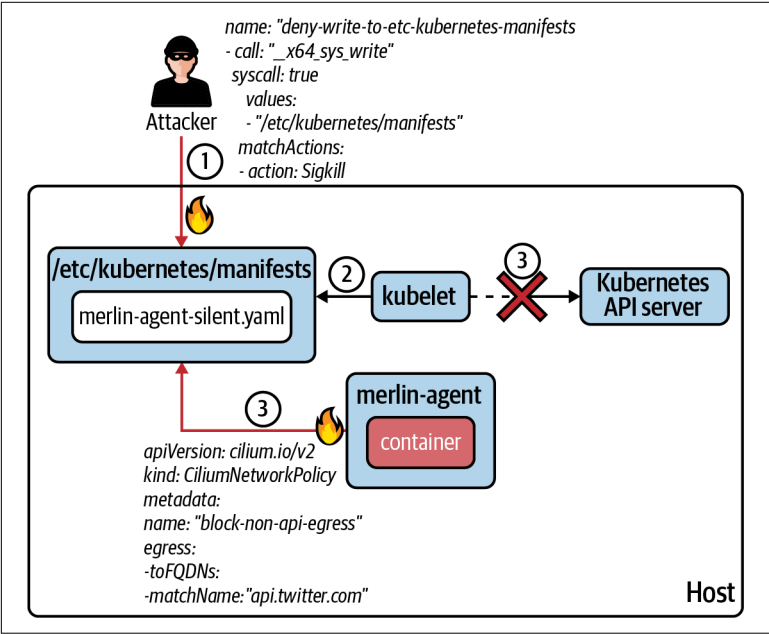 name: "deny-write-to-etc-kubernetes-manifests
- call: "__x64_sys_write"
syscall: true
values:
- "/etc/kubernetes/manifests"
matchActions:
- action: Sigkill
Attacker
1
/etc/kubernetes/manifests
merlin-agent-silent.yaml
2
kubelet
3
Kubernetes
API server
3
merlin-agent
container
apiVersion: cilium.io/v2
kind: CiliumNetworkPolicy
metadata:
name: "block-non-api-egress"
egress:
-toFQDNs:
-matchName:"api.twitter.com"
Host